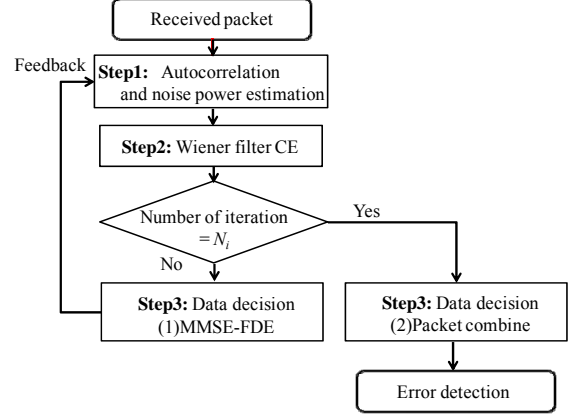 Received packet
Feedback
Step1: Autocorrelation
and noise power estimation
Step2: Wiener filter CE
Number of iteration
= Nᵢ
Yes
No
Step3: Data decision
(1)MMSE-FDE
Step3: Data decision
(2)Packet combine
Error detection